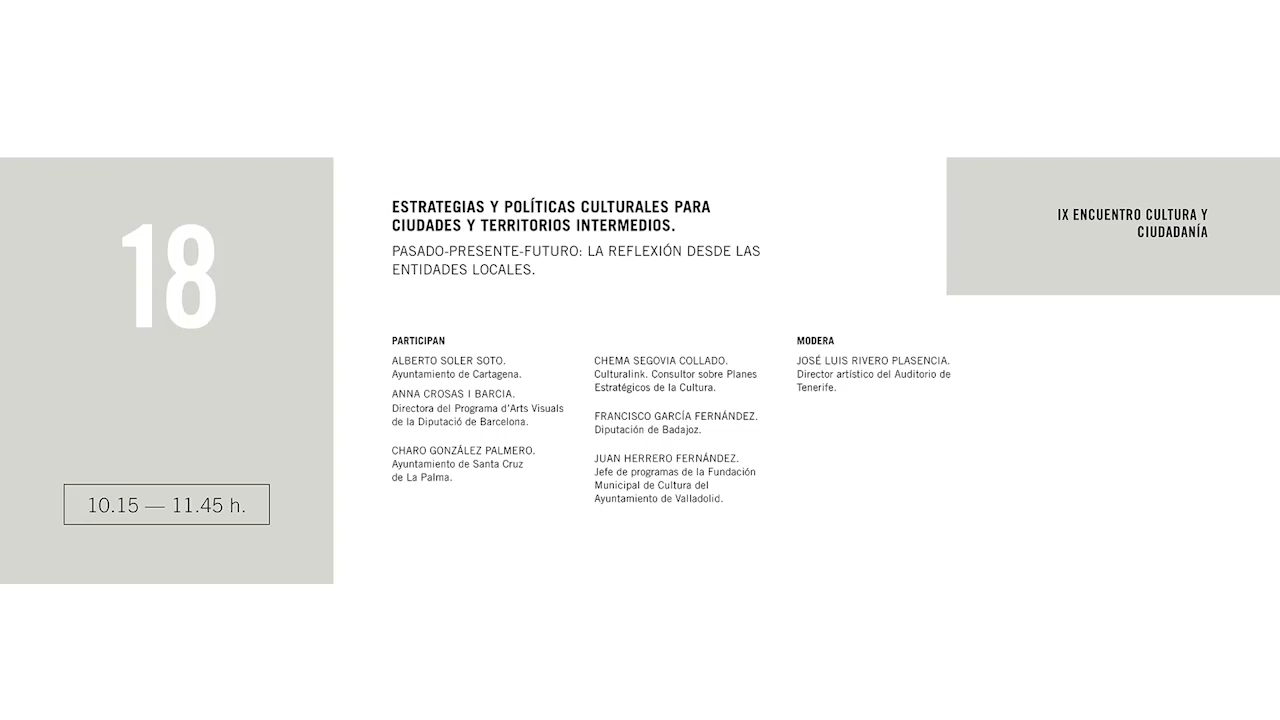 18
10.15 — 11.45 h.
ESTRATEGIAS Y POLÍTICAS CULTURALES PARA
CIUDADES Y TERRITORIOS INTERMEDIOS.
PASADO-PRESENTE-FUTURO: LA REFLEXIÓN DESDE LAS
ENTIDADES LOCALES.
PARTICIPAN
ALBERTO SOLER SOTO.
Ayuntamiento de Cartagena.
ANNA CROSAS I BARCIA.
Directora del Programa d'Arts Visuals
de la Diputació de Barcelona.
CHARO GONZÁLEZ PALMERO.
Ayuntamiento de Santa Cruz
de La Palma.
CHEMA SEGOVIA COLLADO.
Culturalink. Consultor sobre Planes
Estratégicos de la Cultura.
FRANCISCO GARCÍA FERNÁNDEZ.
Diputación de Badajoz.
JUAN HERRERO FERNÁNDEZ.
Jefe de programas de la Fundación
Municipal de Cultura del
Ayuntamiento de Valladolid.
MODERA
JOSÉ LUIS RIVERO PLASENCIA.
Director artístico del Auditorio de
Tenerife.
IX ENCUENTRO CULTURA Y
CIUDADANÍA